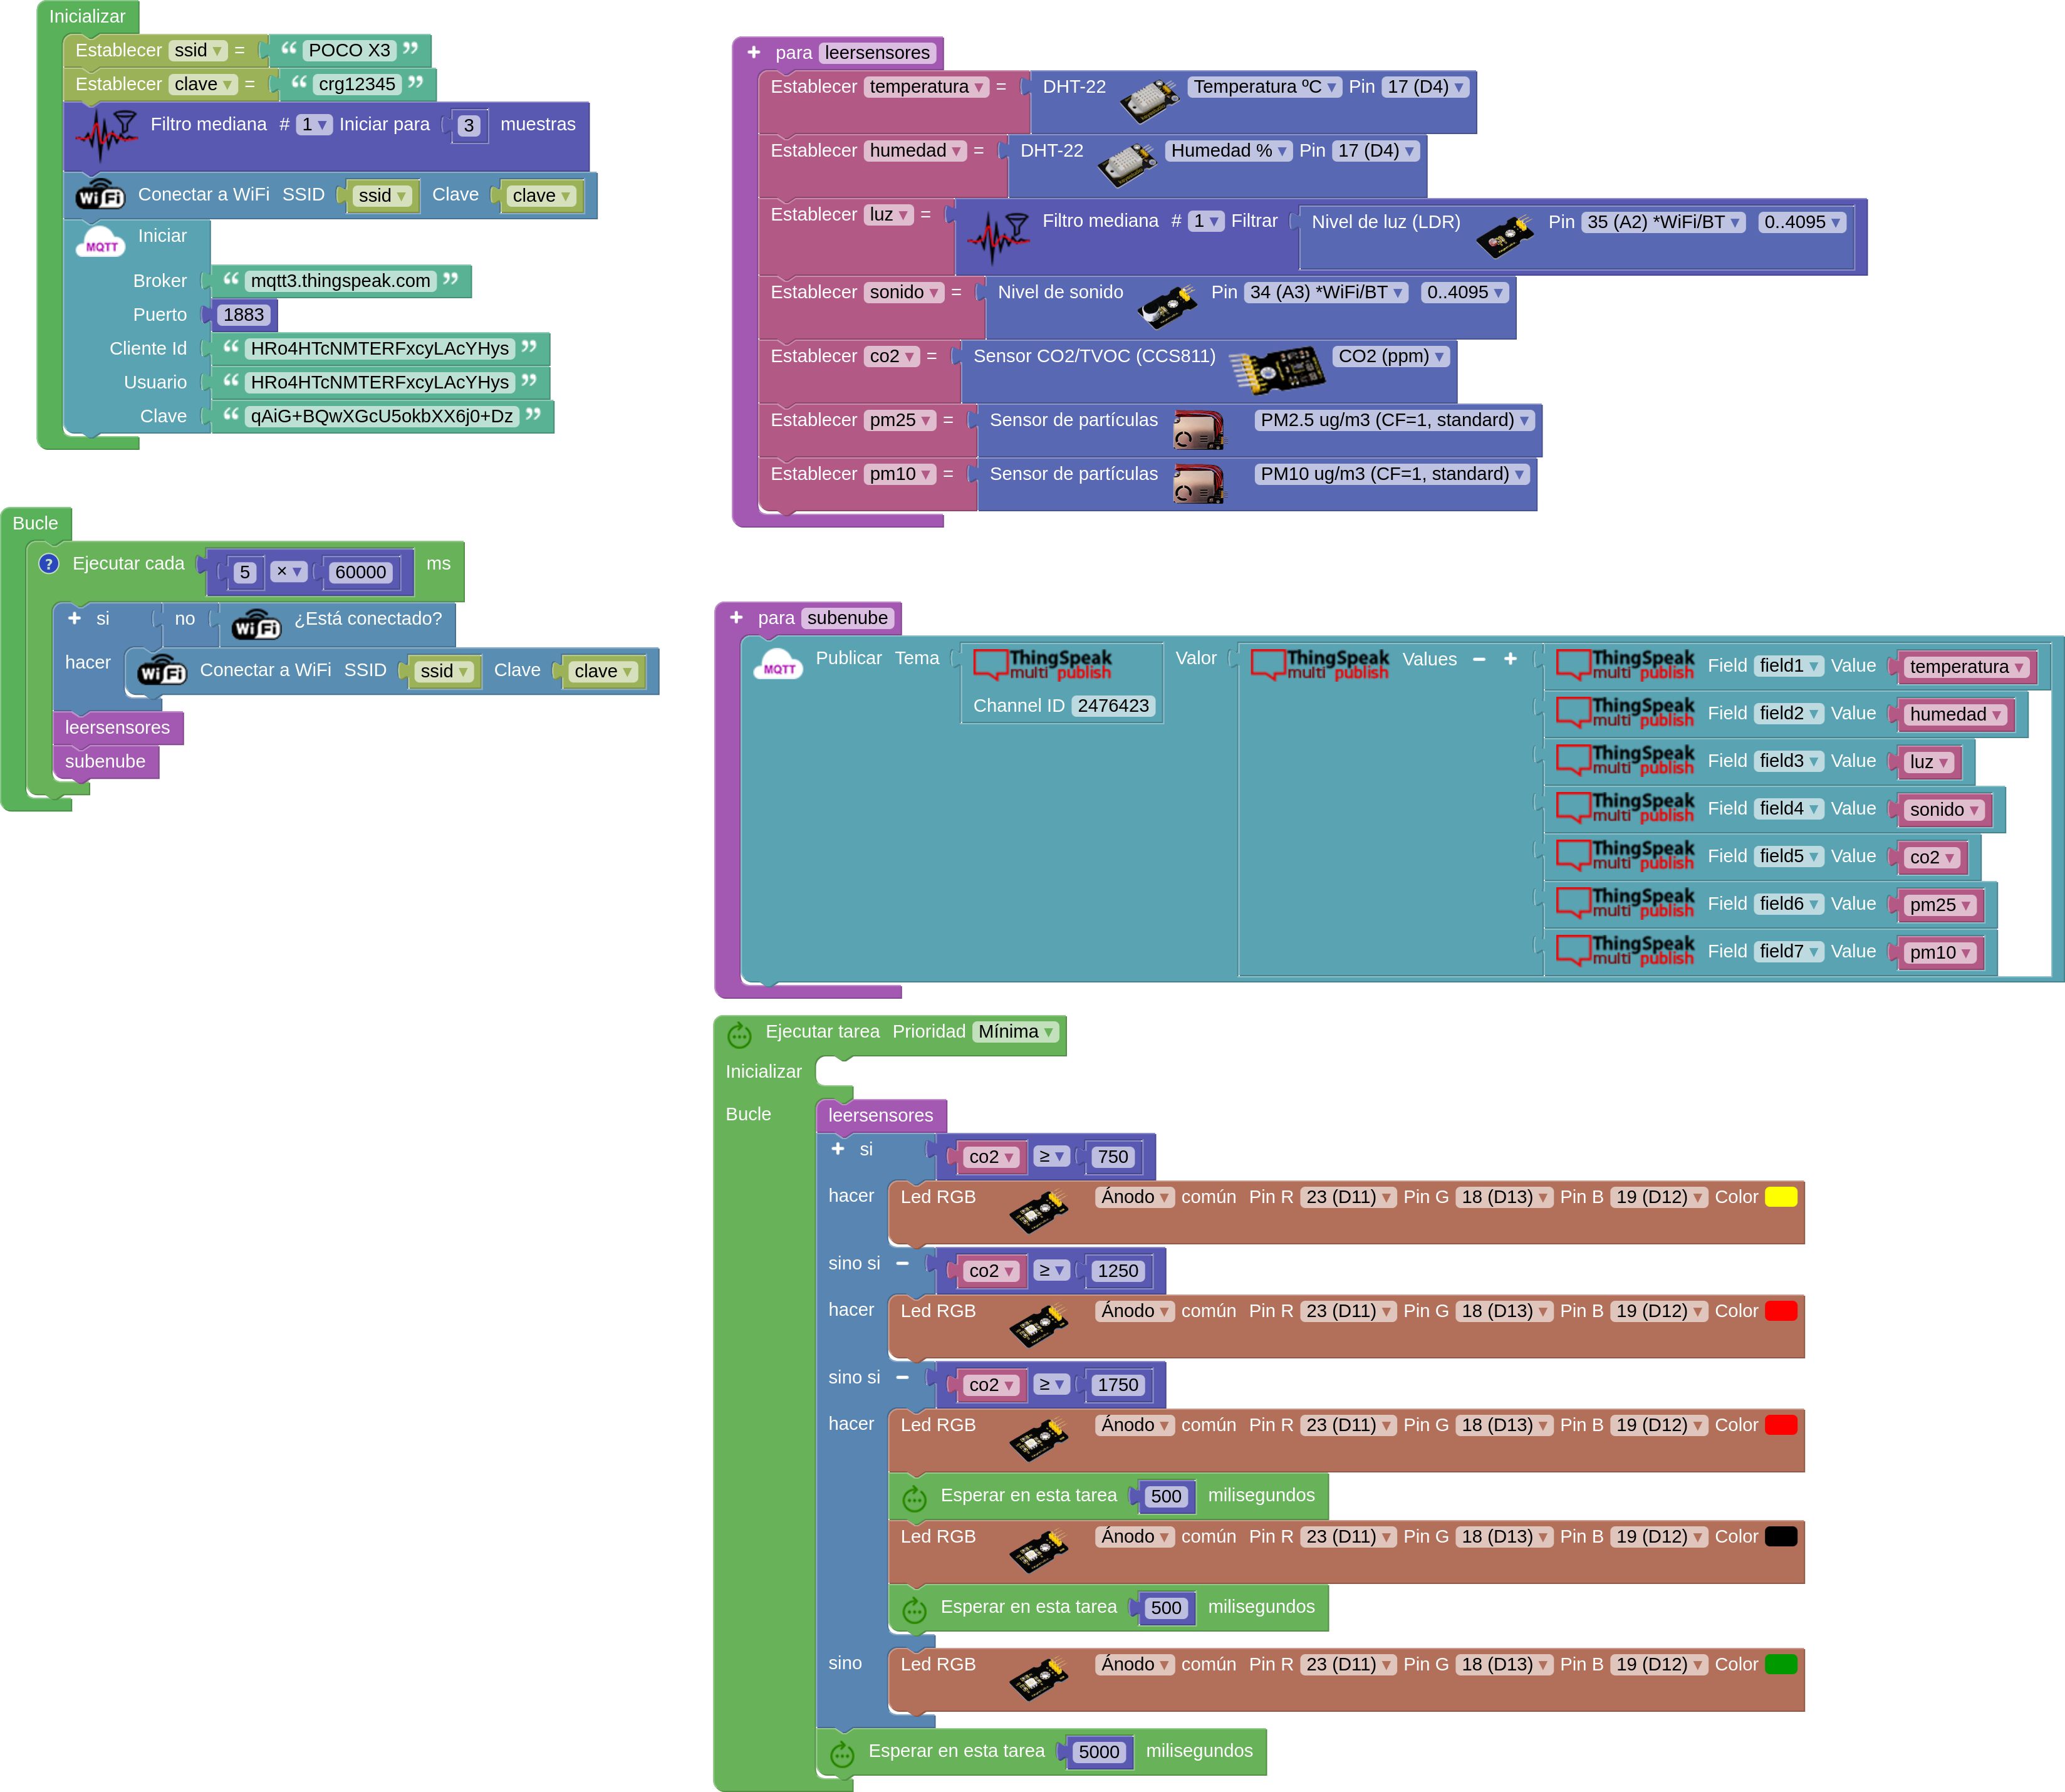 Inicializar
Establecer ssid ▾ = “ POCO X3 ”
Establecer clave ▾ = “ crg12345 ”
Filtro mediana # 1 ▾ Iniciar para 3 muestras
WiFi Conectar a WiFi SSID ssid ▾ Clave clave ▾
MQTT Iniciar
Broker “ mqtt3.thingspeak.com ”
Puerto 1883
Cliente Id “ HRo4HTcNMTERFxcyLAcYHys ”
Usuario “ HRo4HTcNMTERFxcyLAcYHys ”
Clave “ qAiG+BQwXGcU5okbXX6j0+Dz ”
Bucle
? Ejecutar cada 5 × ▾ 60000 ms
+ si no WiFi ¿Está conectado?
hacer WiFi Conectar a WiFi SSID ssid ▾ Clave clave ▾
leersensores
subenube
+ para leersensores
Establecer temperatura ▾ = DHT-22 Temperatura ºC ▾ Pin 17 (D4) ▾
Establecer humedad ▾ = DHT-22 Humedad % ▾ Pin 17 (D4) ▾
Establecer luz ▾ = Filtro mediana # 1 ▾ Filtrar Nivel de luz (LDR) Pin 35 (A2) *WiFi/BT ▾ 0..4095 ▾
Establecer sonido ▾ = Nivel de sonido Pin 34 (A3) *WiFi/BT ▾ 0..4095 ▾
Establecer co2 ▾ = Sensor CO2/TVOC (CCS811) CO2 (ppm) ▾
Establecer pm25 ▾ = Sensor de partículas PM2.5 ug/m3 (CF=1, standard) ▾
Establecer pm10 ▾ = Sensor de partículas PM10 ug/m3 (CF=1, standard) ▾
+ para subenube
MQTT Publicar Tema ThingSpeak multi publish Valor ThingSpeak multi publish Values − + ThingSpeak multi publish Field field1 ▾ Value temperatura ▾
Channel ID 2476423
ThingSpeak multi publish Field field2 ▾ Value humedad ▾
ThingSpeak multi publish Field field3 ▾ Value luz ▾
ThingSpeak multi publish Field field4 ▾ Value sonido ▾
ThingSpeak multi publish Field field5 ▾ Value co2 ▾
ThingSpeak multi publish Field field6 ▾ Value pm25 ▾
ThingSpeak multi publish Field field7 ▾ Value pm10 ▾
Ejecutar tarea Prioridad Mínima ▾
Inicializar
Bucle leersensores
+ si co2 ▾ ≥ ▾ 750
hacer Led RGB Ánodo ▾ común Pin R 23 (D11) ▾ Pin G 18 (D13) ▾ Pin B 19 (D12) ▾ Color
sino si − co2 ▾ ≥ ▾ 1250
hacer Led RGB Ánodo ▾ común Pin R 23 (D11) ▾ Pin G 18 (D13) ▾ Pin B 19 (D12) ▾ Color
sino si − co2 ▾ ≥ ▾ 1750
hacer Led RGB Ánodo ▾ común Pin R 23 (D11) ▾ Pin G 18 (D13) ▾ Pin B 19 (D12) ▾ Color
Esperar en esta tarea 500 milisegundos
Led RGB Ánodo ▾ común Pin R 23 (D11) ▾ Pin G 18 (D13) ▾ Pin B 19 (D12) ▾ Color
Esperar en esta tarea 500 milisegundos
sino Led RGB Ánodo ▾ común Pin R 23 (D11) ▾ Pin G 18 (D13) ▾ Pin B 19 (D12) ▾ Color
Esperar en esta tarea 5000 milisegundos